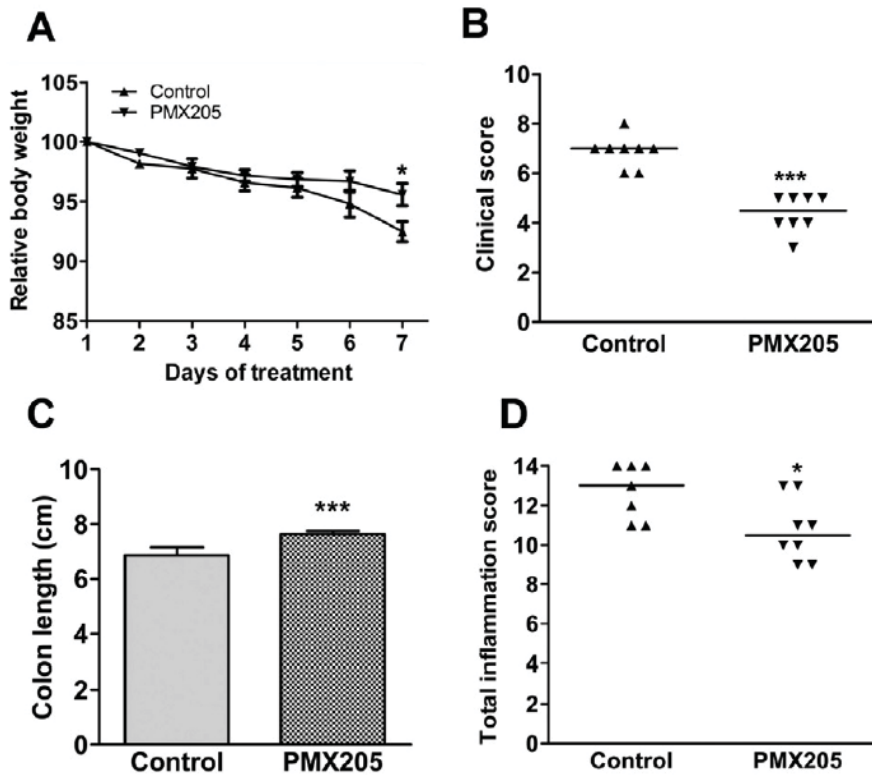 A
Relative body weight
105
100
95
90
85
Control
PMX205
*
1 2 3 4 5 6 7
Days of treatment
B
Clinical score
10
8
6
4
2
0
***
Control PMX205
C
Colon length (cm)
10
8
6
4
2
0
***
Control PMX205
D
Total inflammation score
14
12
10
8
6
4
2
0
*
Control PMX205